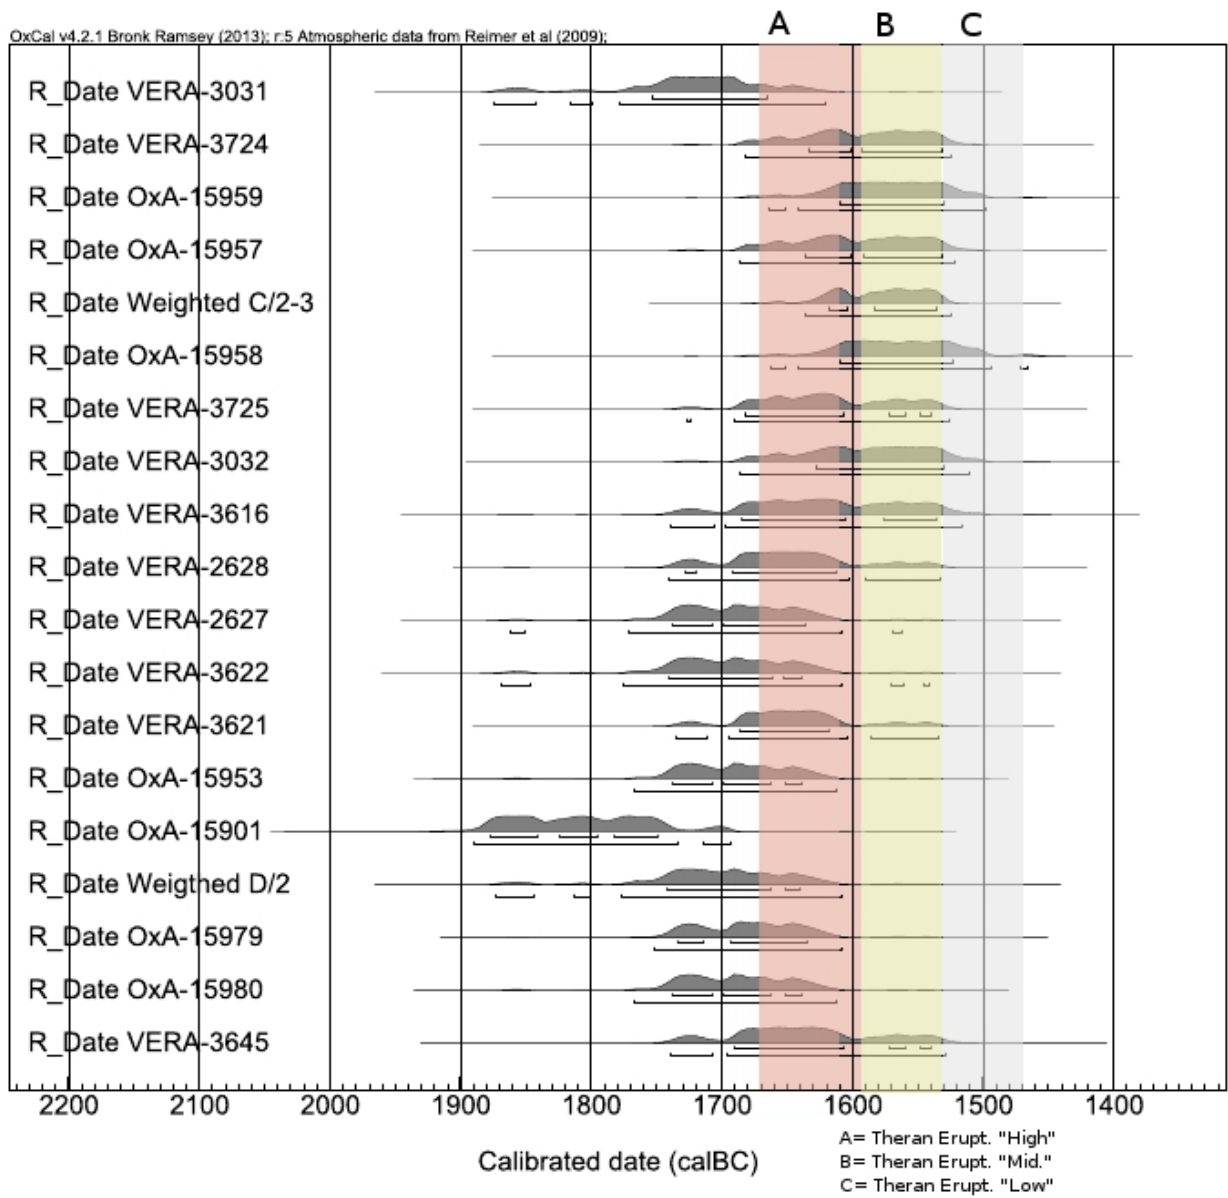 A B C
OxCal v4.2.1 Bronk Ramsey (2013); r:5 Atmospheric data from Reimer et al (2009);
R_Date VERA-3031
R_Date VERA-3724
R_Date OxA-15959
R_Date OxA-15957
R_Date Weighted C/2-3
R_Date OxA-15958
R_Date VERA-3725
R_Date VERA-3032
R_Date VERA-3616
R_Date VERA-2628
R_Date VERA-2627
R_Date VERA-3622
R_Date VERA-3621
R_Date OxA-15953
R_Date OxA-15901
R_Date Weigthed D/2
R_Date OxA-15979
R_Date OxA-15980
R_Date VERA-3645
2200 2100 2000 1900 1800 1700 1600 1500 1400
Calibrated date (calBC)
A= Theran Erupt. "High"
B= Theran Erupt. "Mid."
C= Theran Erupt. "Low"